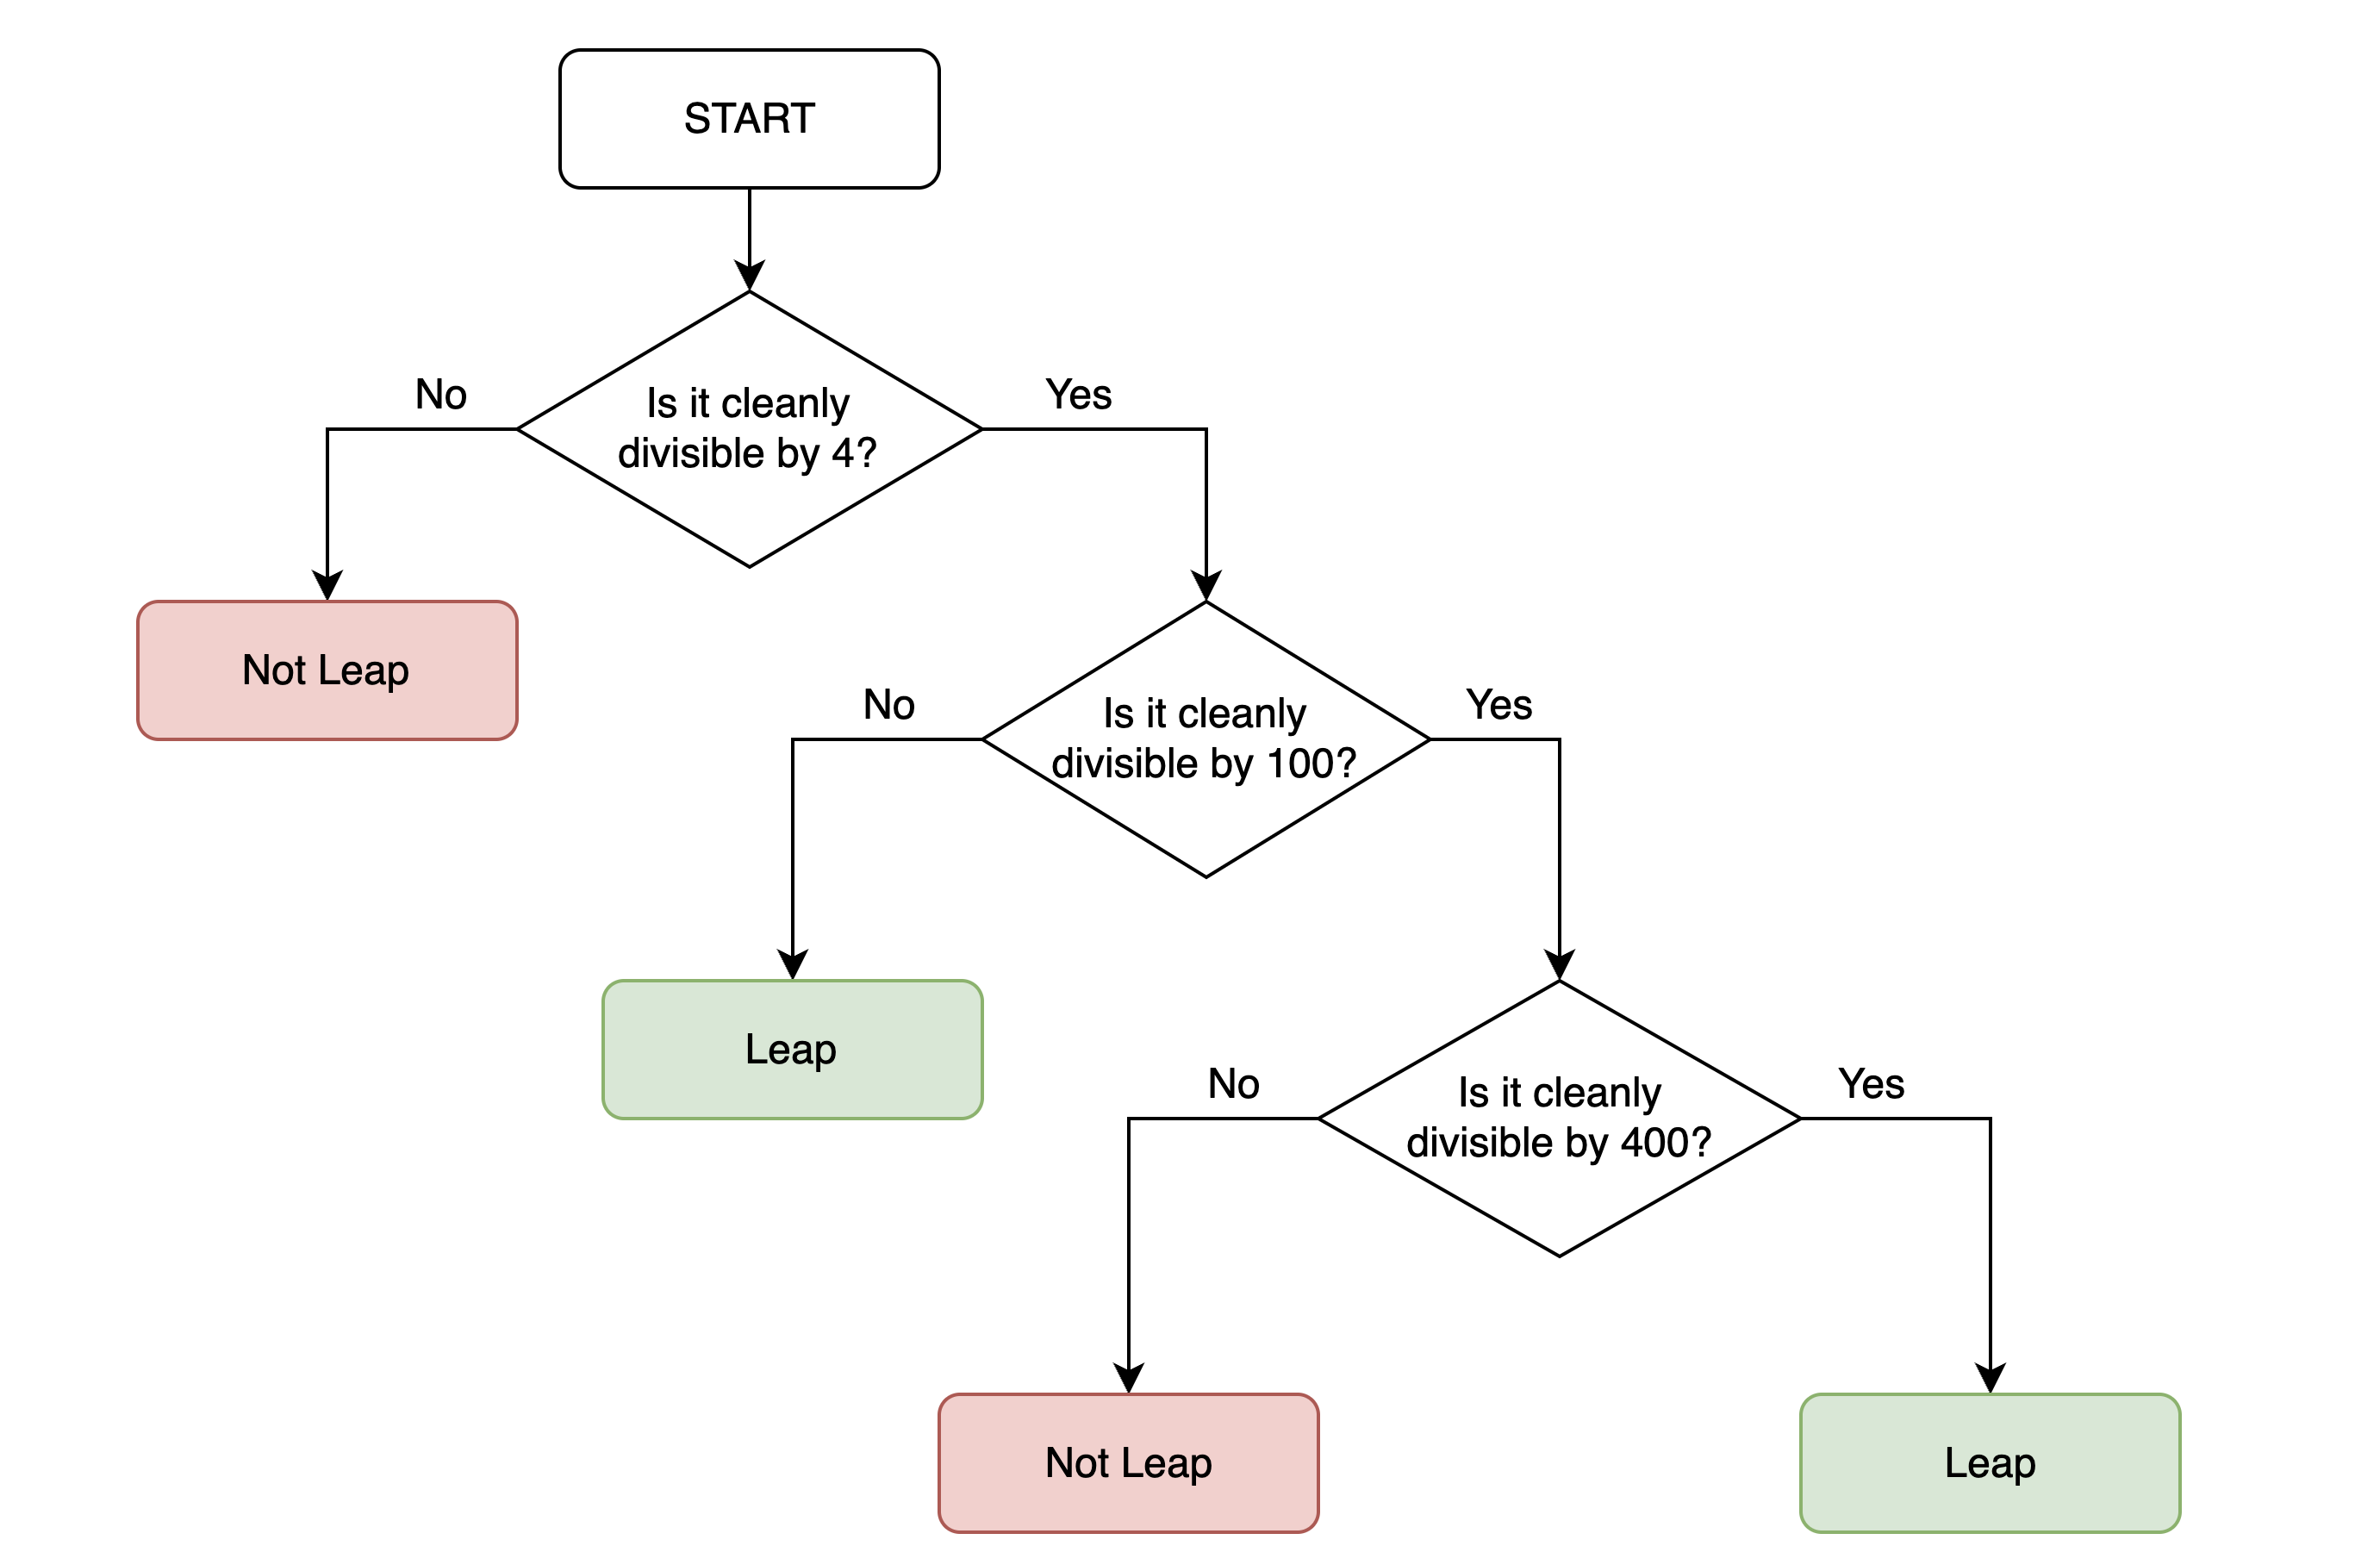 START
No
Yes
Is it cleanly
divisible by 4?
Not Leap
No
Yes
Is it cleanly
divisible by 100?
Leap
No
Yes
Is it cleanly
divisible by 400?
Not Leap
Leap